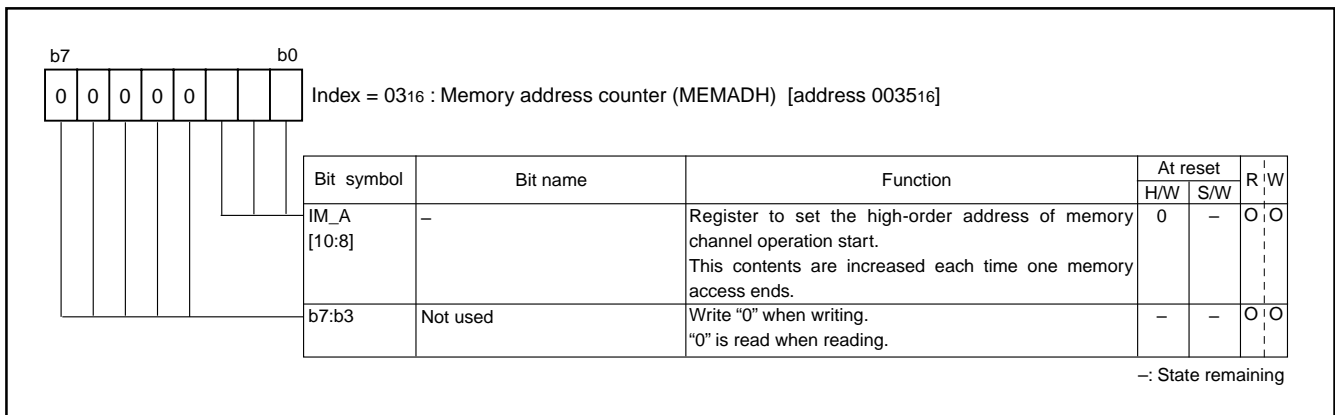 b7 b0
0 0 0 0 0
Index = 0316 : Memory address counter (MEMADH) [address 003516]
Bit symbol Bit name Function At reset R W
H/W S/W
IM_A – Register to set the high-order address of memory 0 – O O
[10:8] channel operation start.
This contents are increased each time one memory
access ends.
b7:b3 Not used Write “0” when writing. – – O O
“0” is read when reading.
–: State remaining